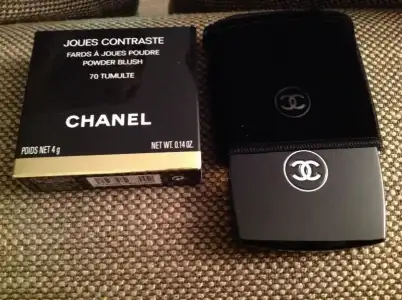 JOUES CONTRASTE
FARDS À JOUES POUDRE
POWDER BLUSH
70 TUMULTE
CHANEL
POIDS NET 4 g
NET WT. 0.14 OZ.